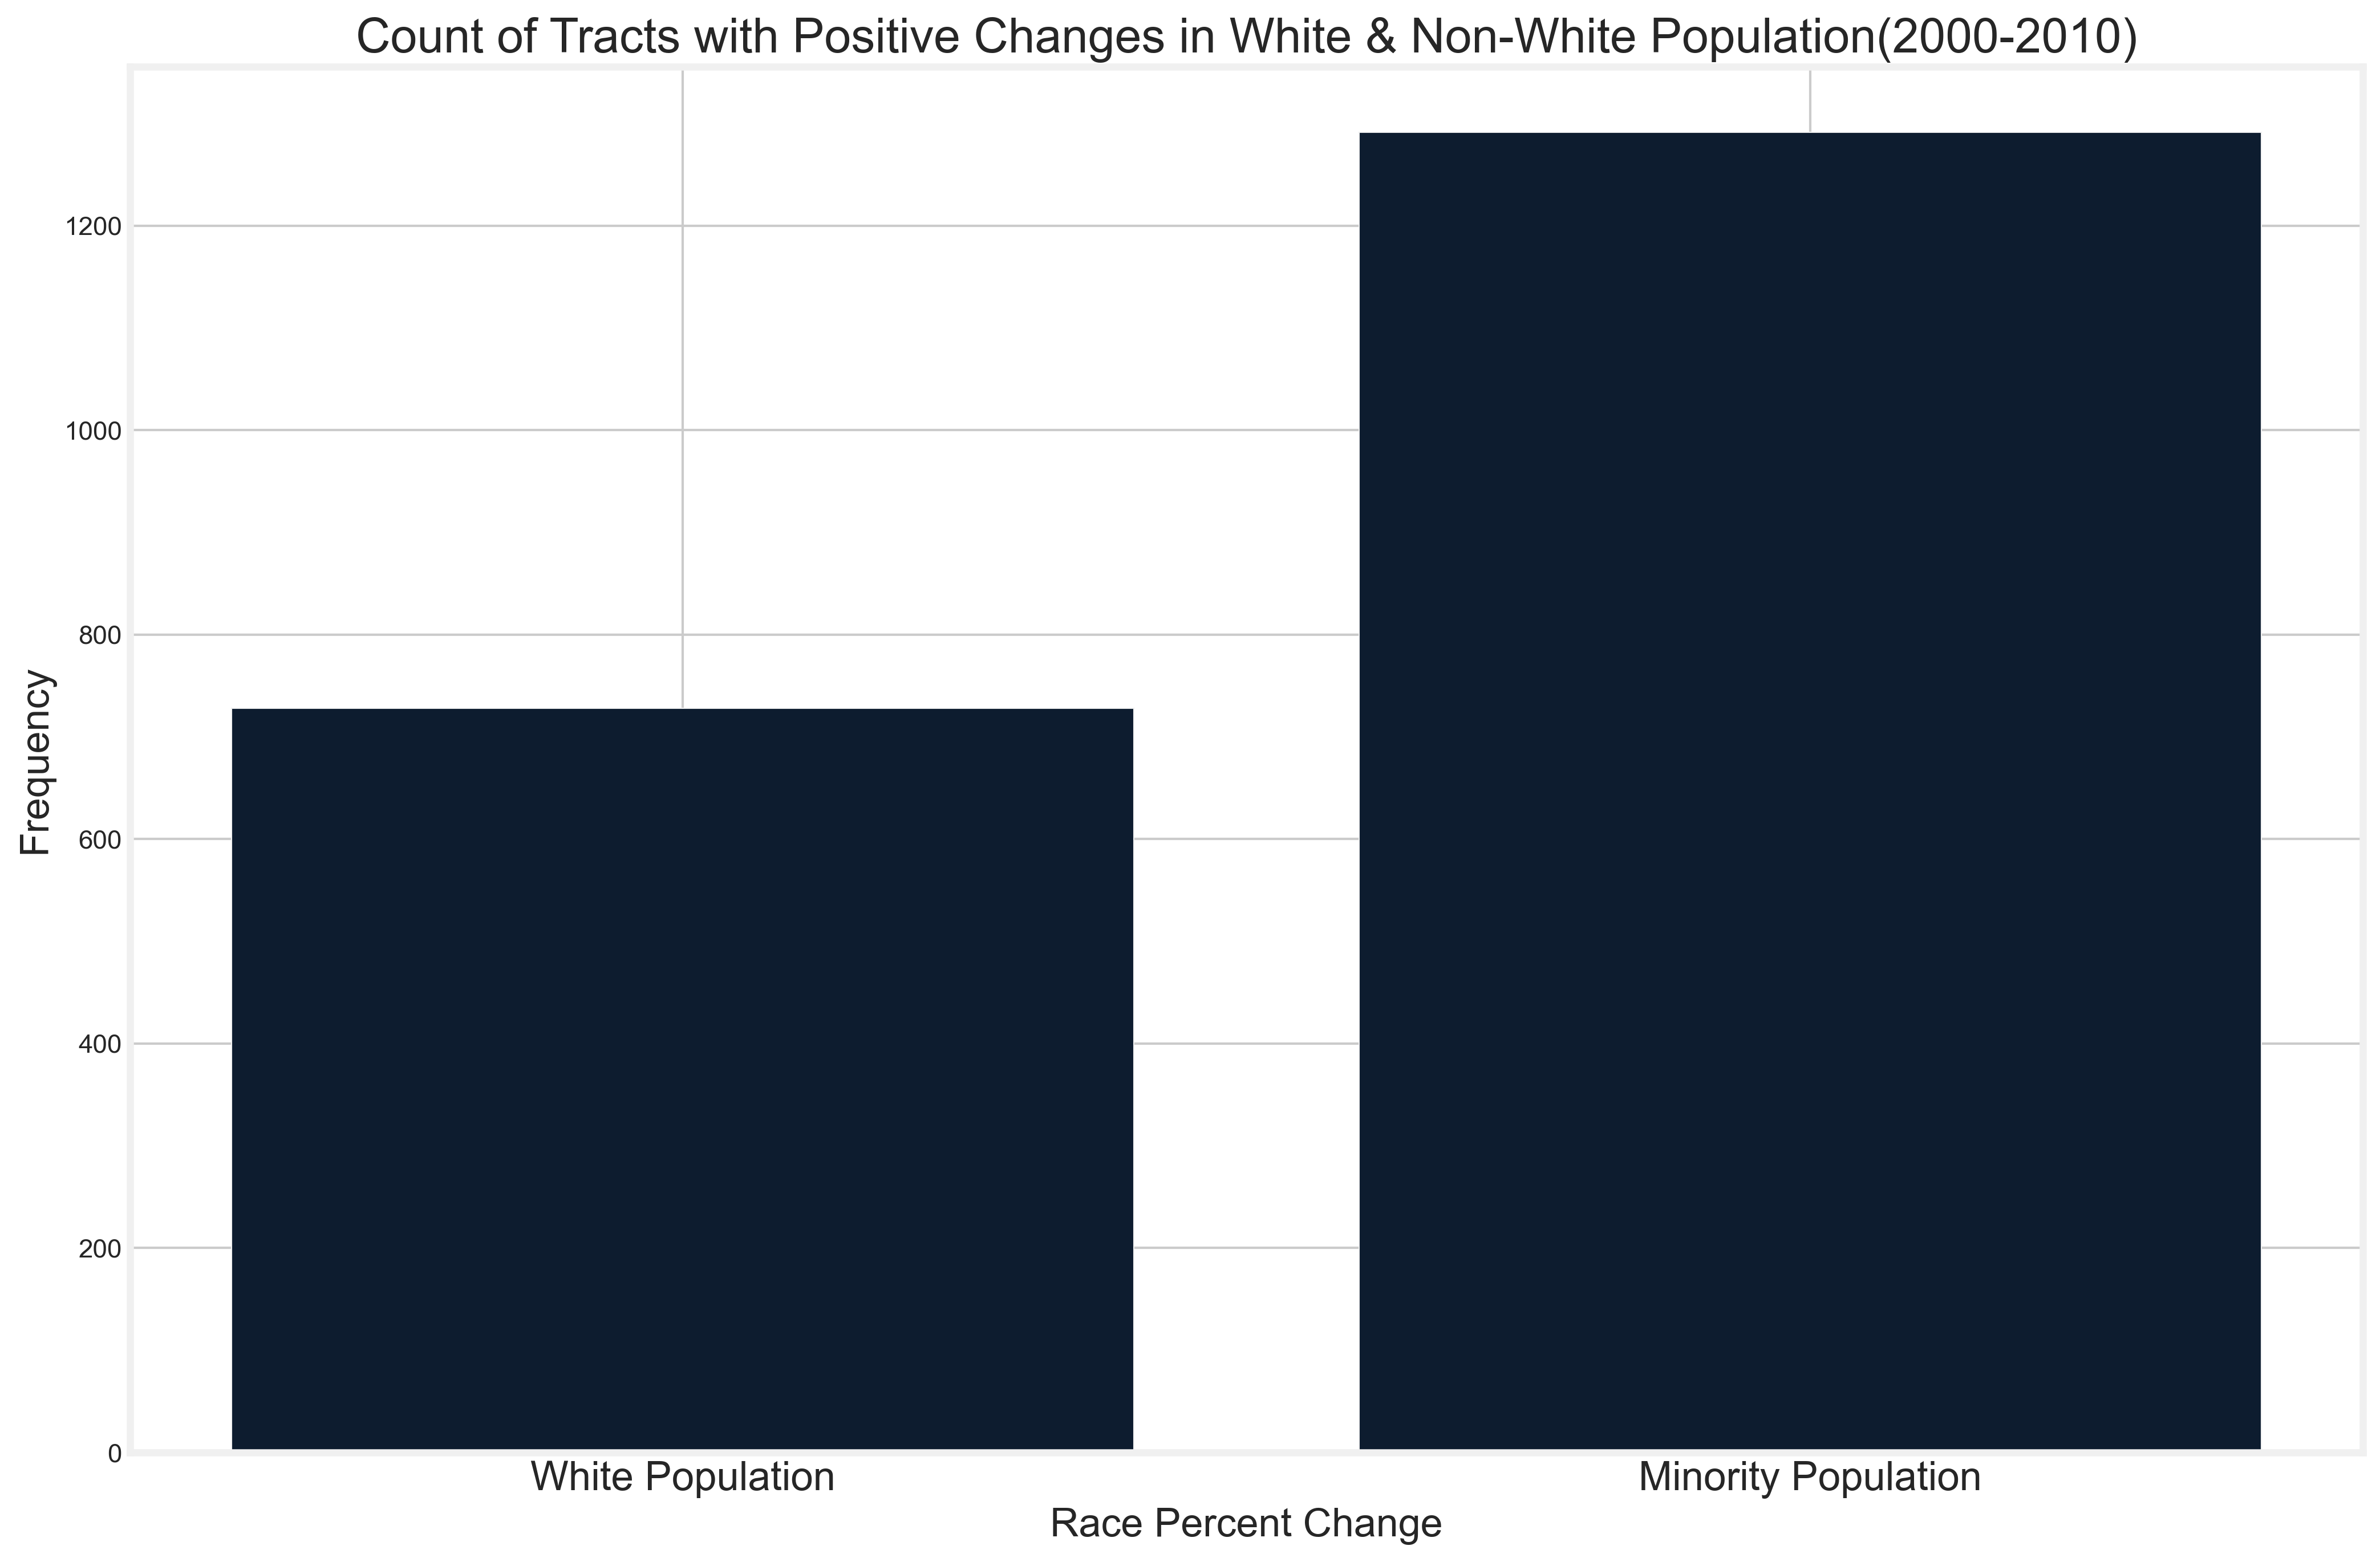 Count of Tracts with Positive Changes in White & Non-White Population(2000-2010)
Frequency
1200
1000
800
600
400
200
0
White Population
Minority Population
Race Percent Change